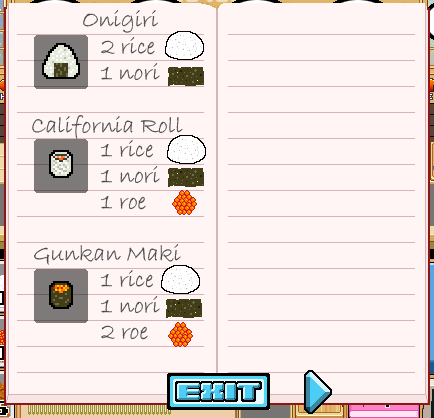 Onigiri
2 rice
1 nori
California Roll
1 rice
1 nori
1 roe
Gunkan Maki
1 rice
1 nori
2 roe
EXIT